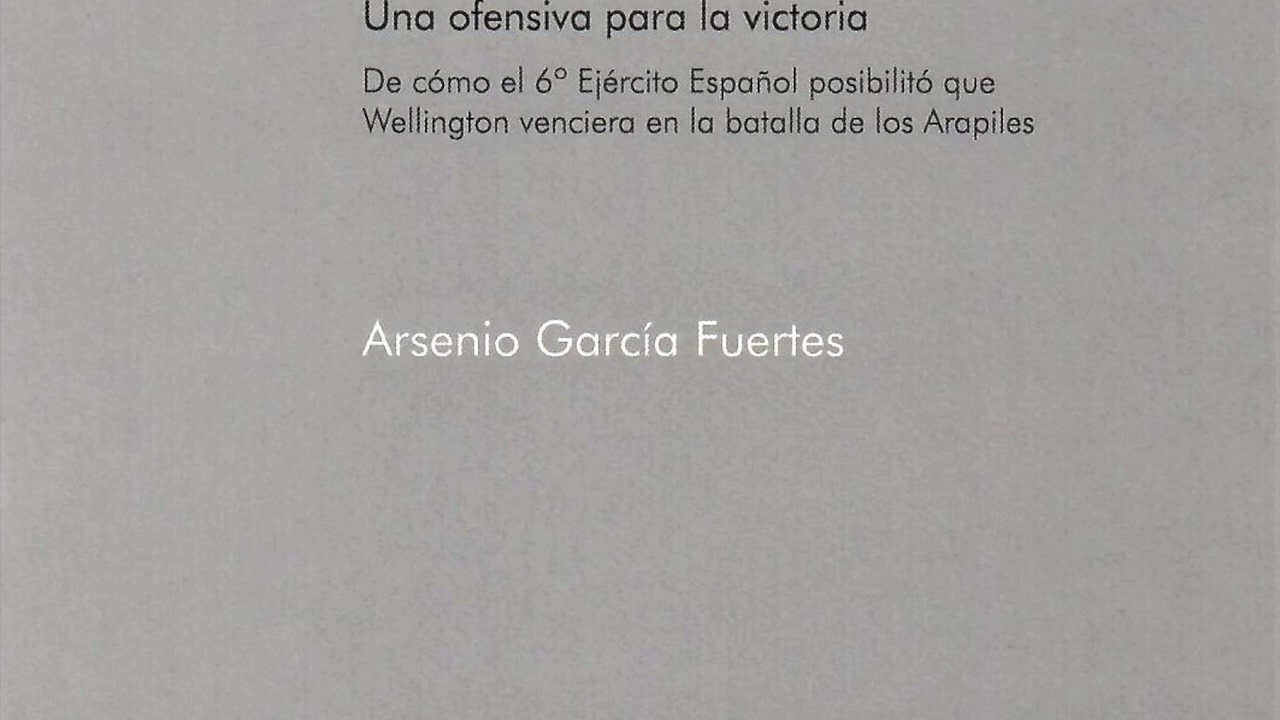 Una ofensiva para la victoria
De cómo el 6º Ejército Español posibilitó que
Wellington venciera en la batalla de los Arapiles
Arsenio García Fuertes